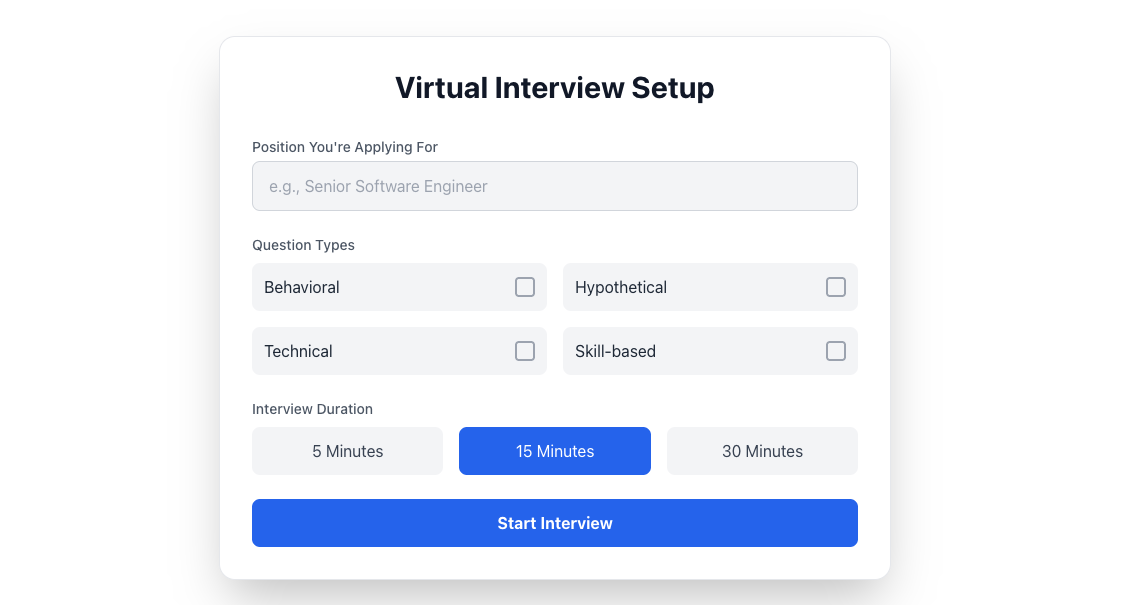 Virtual Interview Setup
Position You're Applying For
e.g., Senior Software Engineer
Question Types
Behavioral
Hypothetical
Technical
Skill-based
Interview Duration
5 Minutes
15 Minutes
30 Minutes
Start Interview